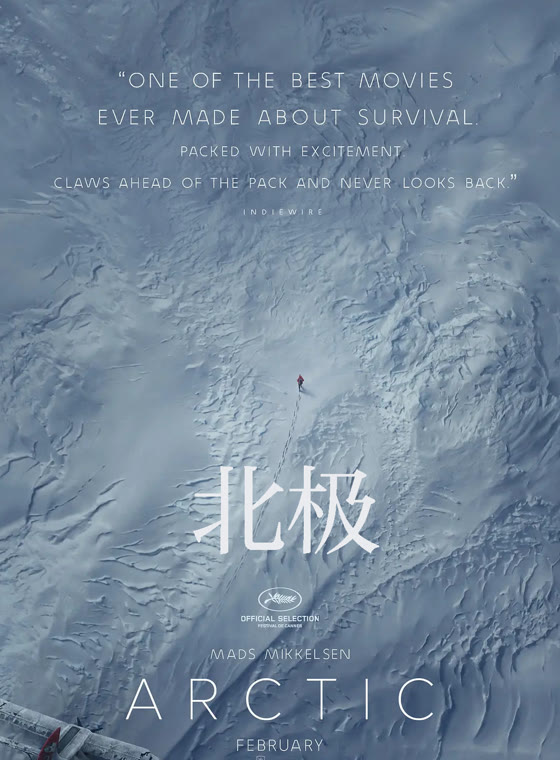 “ONE OF THE BEST MOVIES
EVER MADE ABOUT SURVIVAL.
PACKED WITH EXCITEMENT.
CLAWS AHEAD OF THE PACK AND NEVER LOOKS BACK.”
INDIEWIRE
北极
OFFICIAL SELECTION
FESTIVAL DE CANNES
MADS MIKKELSEN
ARCTIC
FEBRUARY